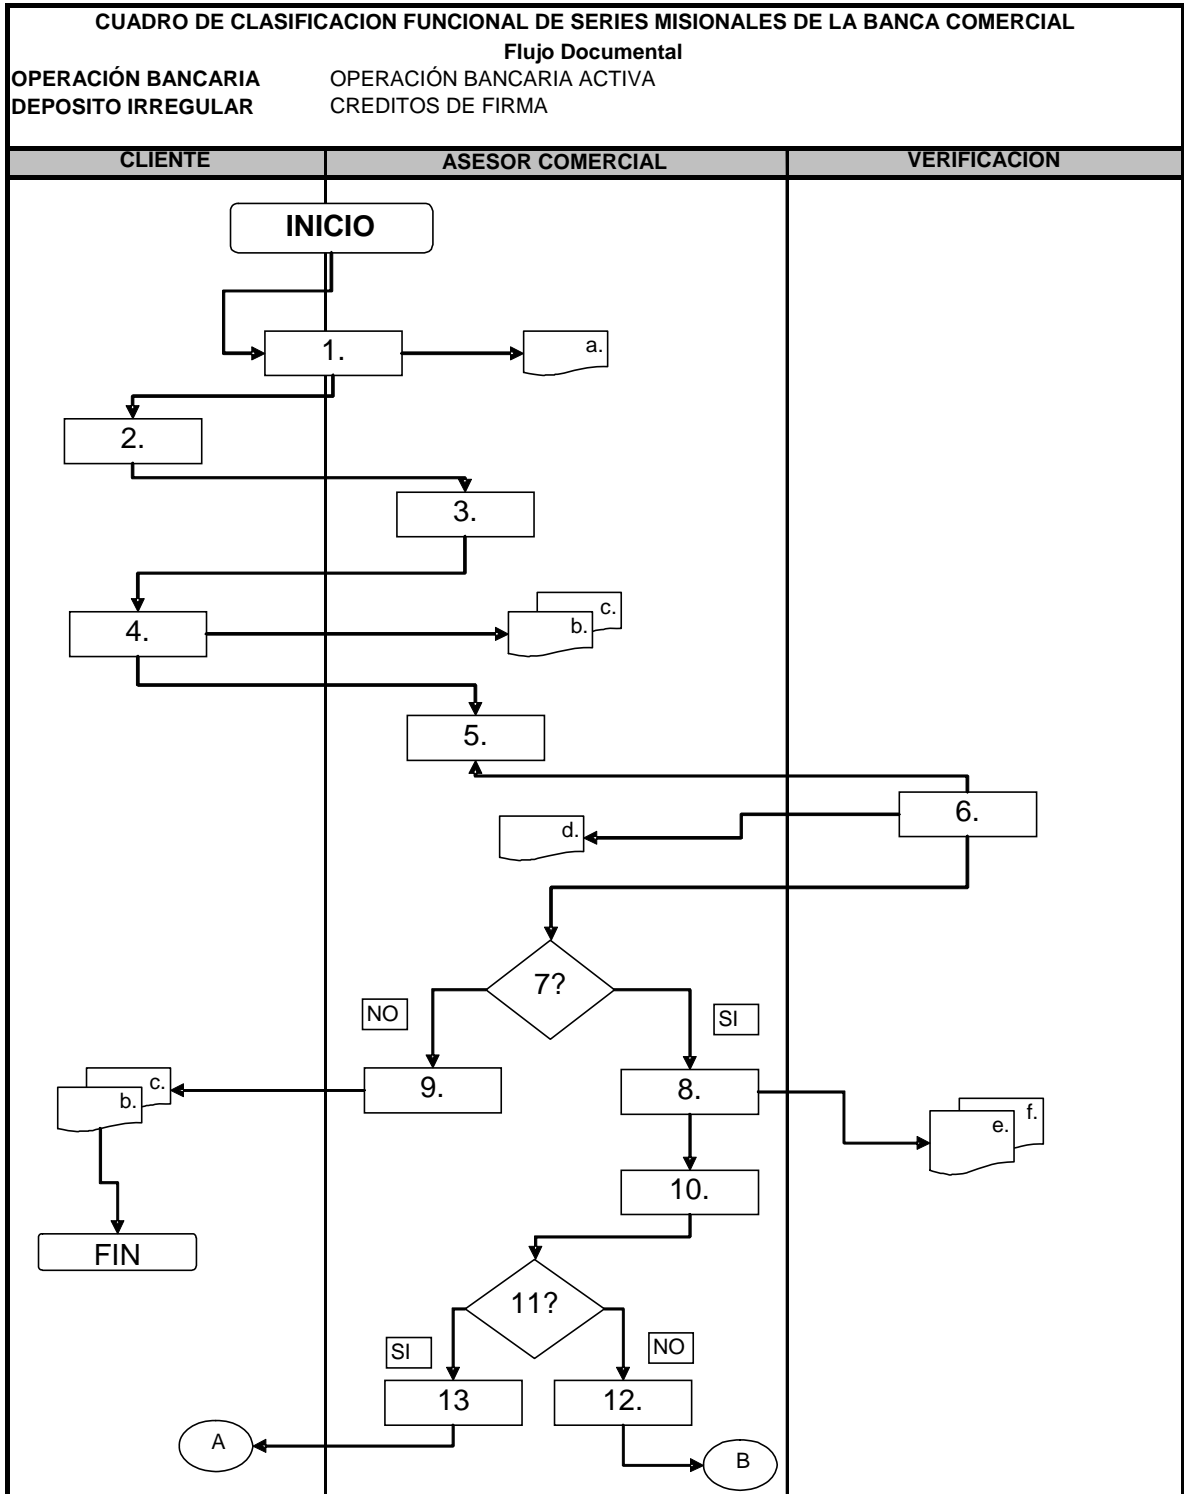 CUADRO DE CLASIFICACION FUNCIONAL DE SERIES MISIONALES DE LA BANCA COMERCIAL
Flujo Documental
OPERACIÓN BANCARIA OPERACIÓN BANCARIA ACTIVA
DEPOSITO IRREGULAR CREDITOS DE FIRMA
CLIENTE ASESOR COMERCIAL VERIFICACION
INICIO
1. a.
2.
3.
4. b. c.
5.
6.
d.
7?
NO SI
9. 8.
b. c.
e. f.
10.
FIN
11?
SI NO
13 12.
A B